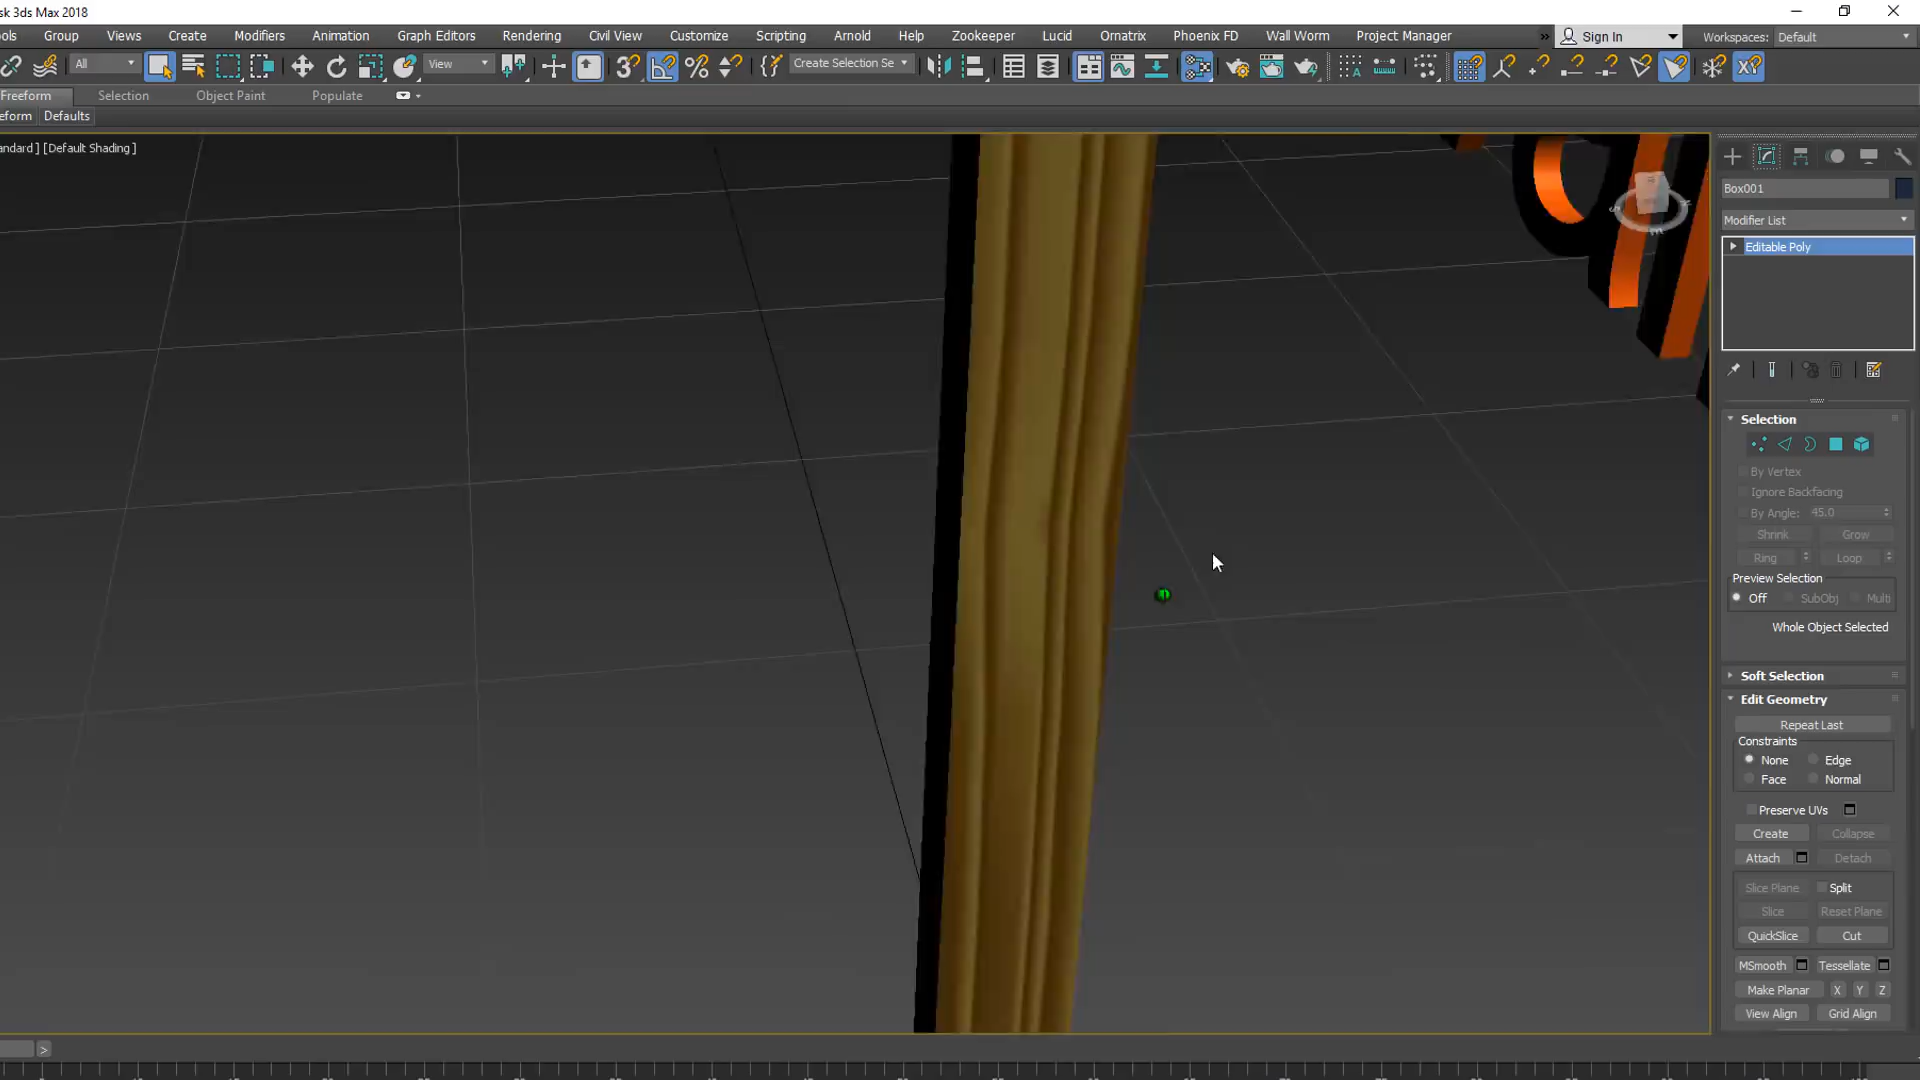 sk 3ds Max 2018
ols Group Views Create Modifiers Animation Graph Editors Rendering Civil View Customize Scripting Arnold Help Zookeeper Lucid Ornatrix Phoenix FD Wall Worm Project Manager » Sign In Workspaces: Default
All View Create Selection Se
Freeform Selection Object Paint Populate
eform Defaults
andard ] [Default Shading ]
Box001
Modifier List
Editable Poly
Selection
By Vertex
Ignore Backfacing
By Angle: 45.0
Shrink Grow
Ring Loop
Preview Selection
Off SubObj Multi
Whole Object Selected
Soft Selection
Edit Geometry
Repeat Last
Constraints
None Edge
Face Normal
Preserve UVs
Create Collapse
Attach Detach
Slice Plane Split
Slice Reset Plane
QuickSlice Cut
MSmooth Tessellate
Make Planar X Y Z
View Align Grid Align
>